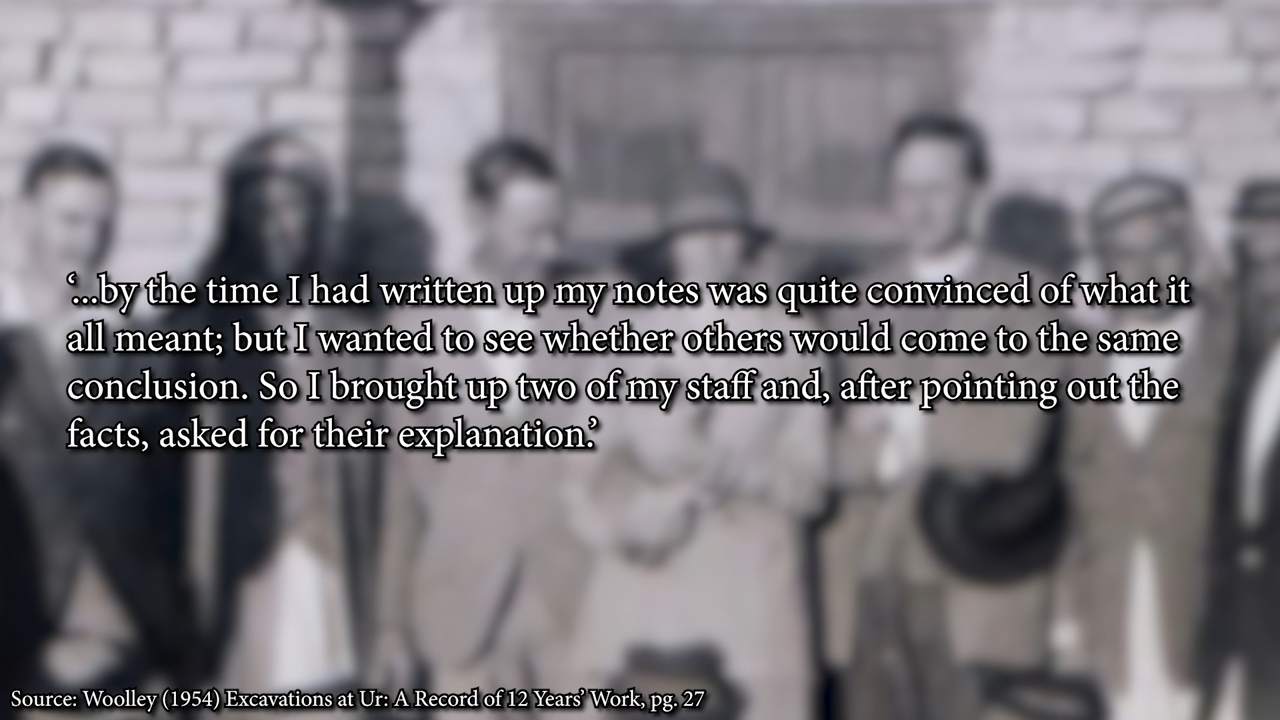 ‘...by the time I had written up my notes was quite convinced of what it
all meant; but I wanted to see whether others would come to the same
conclusion. So I brought up two of my staff and, after pointing out the
facts, asked for their explanation.’
Source: Woolley (1954) Excavations at Ur: A Record of 12 Years’ Work, pg. 27